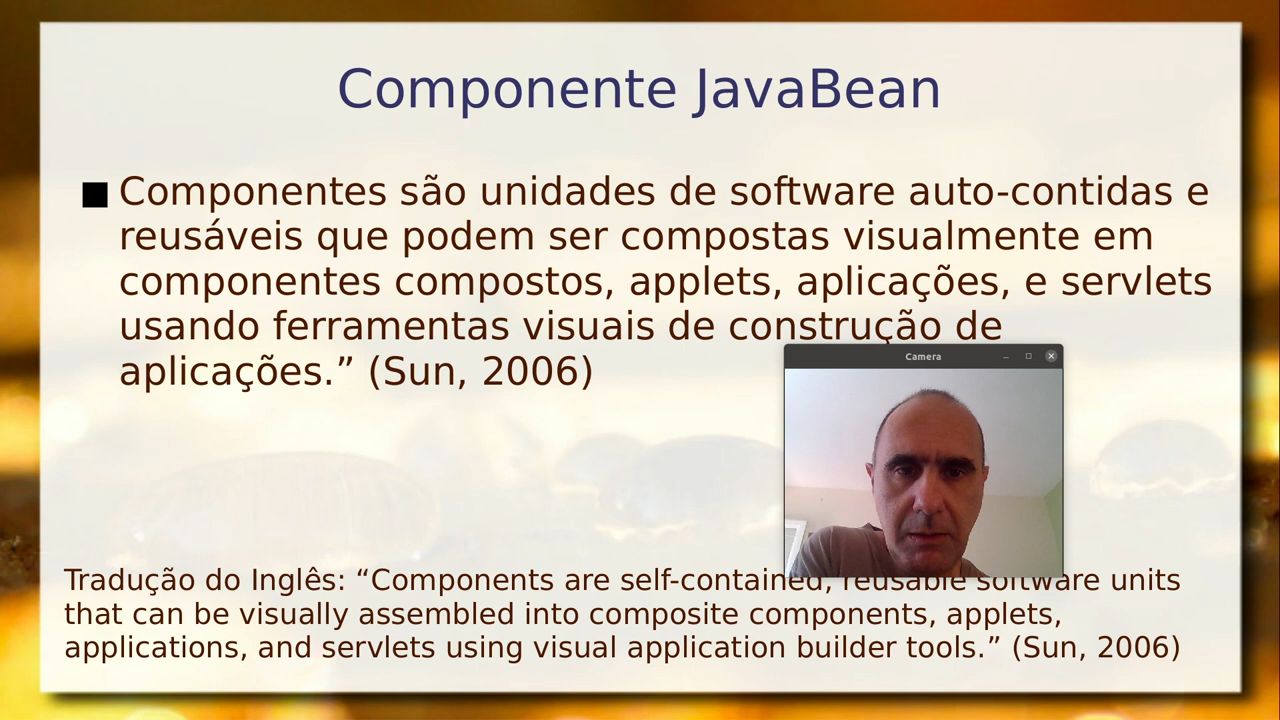 Componente JavaBean
Componentes são unidades de software auto-contidas e
reusáveis que podem ser compostas visualmente em
componentes compostos, applets, aplicações, e servlets
usando ferramentas visuais de construção de
aplicações.” (Sun, 2006)
Camera
Tradução do Inglês: “Components are self-contained, reusable software units
that can be visually assembled into composite components, applets,
applications, and servlets using visual application builder tools.” (Sun, 2006)